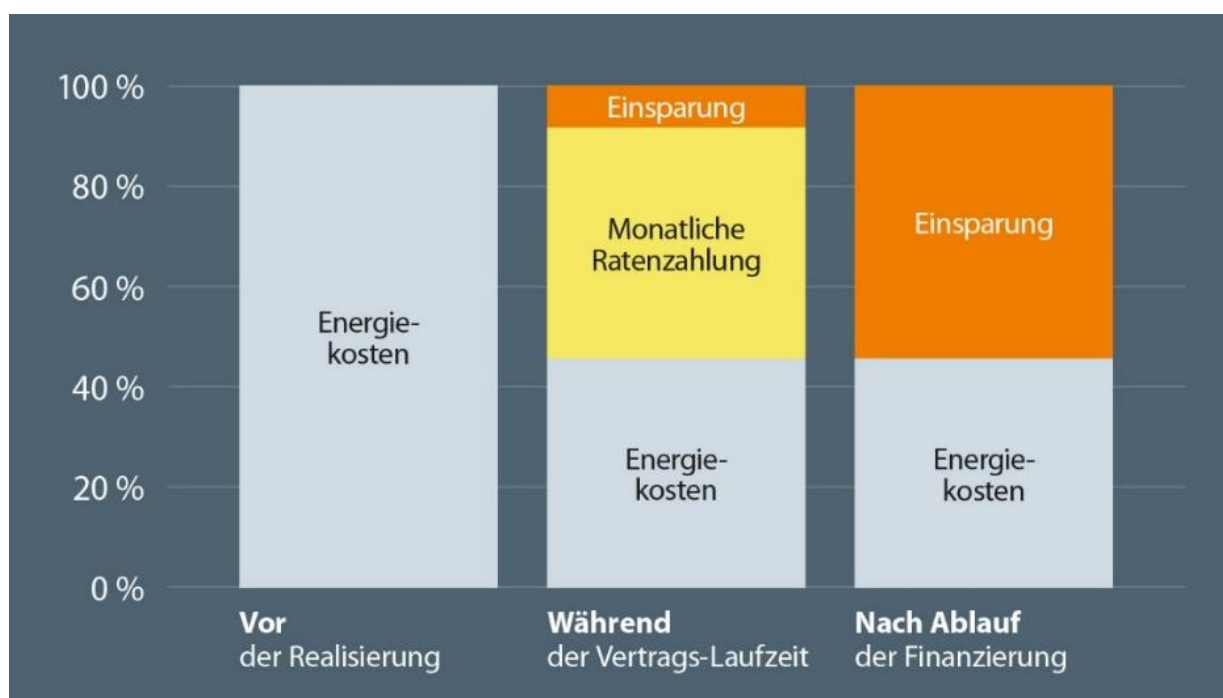 100 %
80 %
60 %
40 %
20 %
0 %
Energie-
kosten
Einsparung
Monatliche
Ratenzahlung
Energie-
kosten
Einsparung
Energie-
kosten
Vor
der Realisierung
Während
der Vertrags-Laufzeit
Nach Ablauf
der Finanzierung